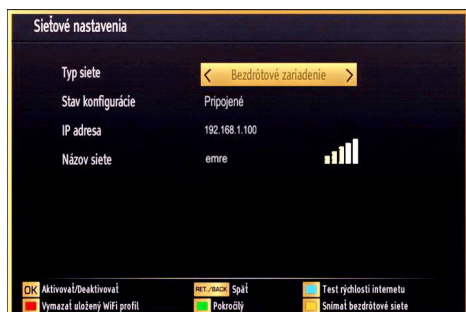 Sieťové nastavenia
Typ siete
Bezdrôtové zariadenie
Stav konfigurácie
Pripojené
IP adresa
192.168.1.100
Názov siete
emre
OK Aktivovať/Deaktivovať
RET./BACK Späť
Test rýchlosti internetu
Vymazať uložený WiFi profil
Pokročilý
Snímať bezdrôtové siete